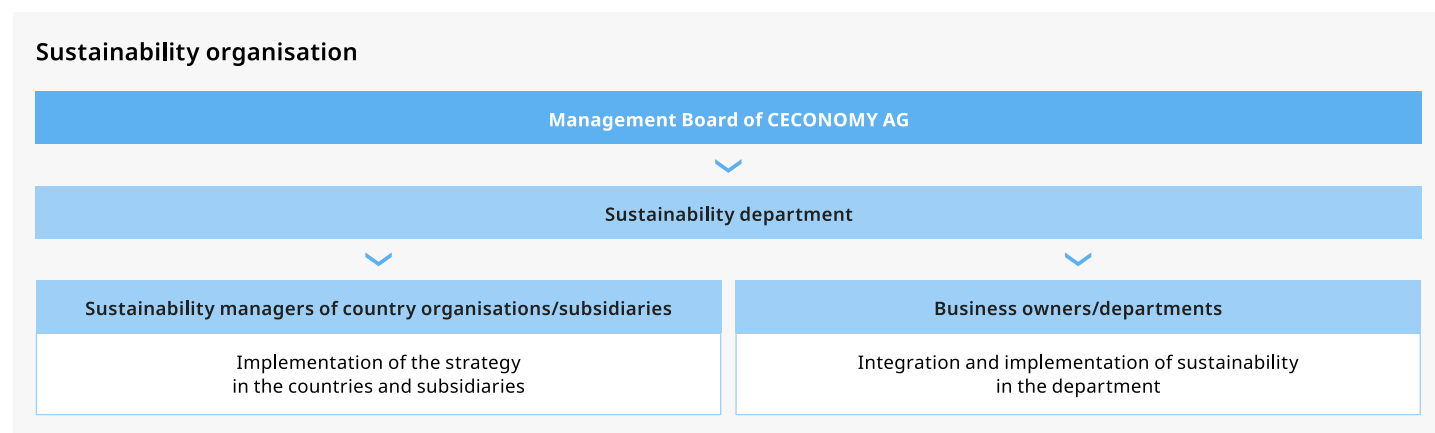 Sustainability organisation
Management Board of CECONOMY AG
Sustainability department
Sustainability managers of country organisations/subsidiaries
Implementation of the strategy
in the countries and subsidiaries
Business owners/departments
Integration and implementation of sustainability
in the department